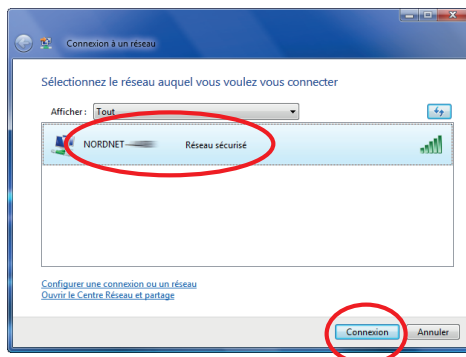 Connexion à un réseau
Sélectionnez le réseau auquel vous voulez vous connecter
Afficher : Tout
NORDNET Réseau sécurisé
Configurer une connexion ou un réseau
Ouvrir le Centre Réseau et partage
Connexion Annuler